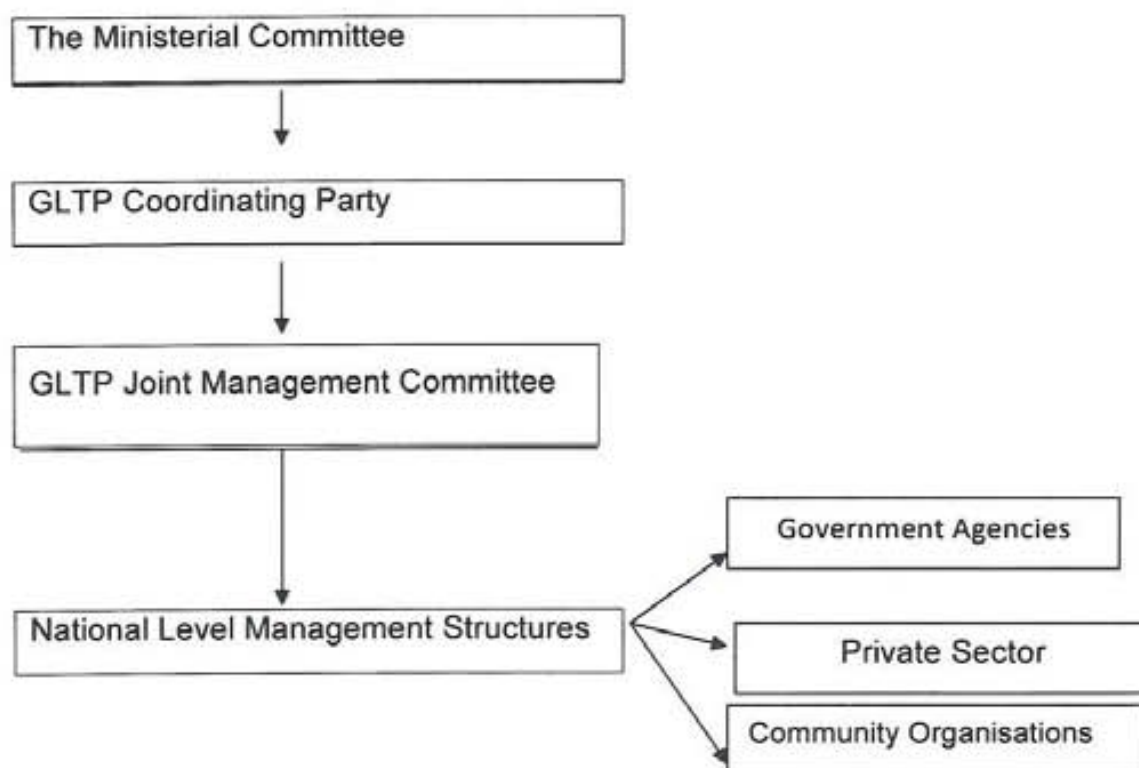 The Ministerial Committee
GLTP Coordinating Party
GLTP Joint Management Committee
National Level Management Structures
Government Agencies
Private Sector
Community Organisations